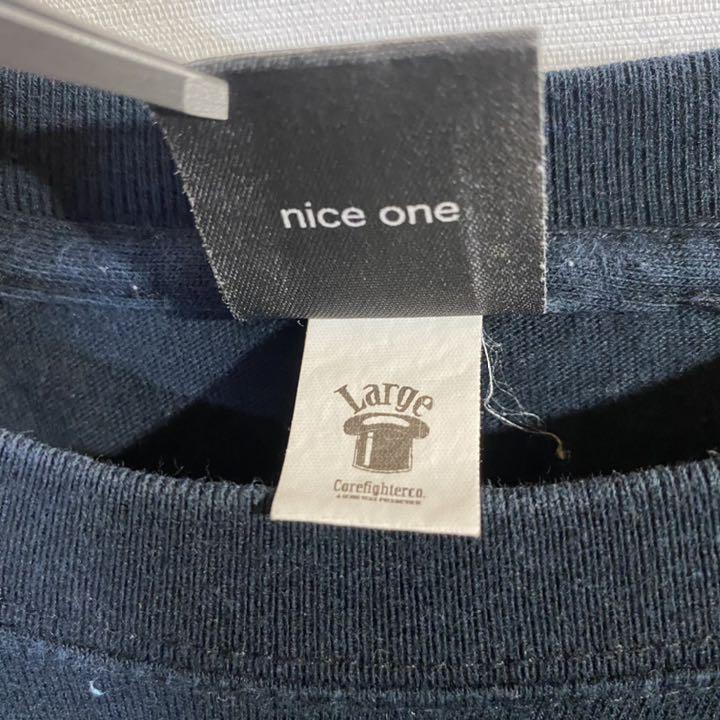 nice one
Large
Corefighterco.